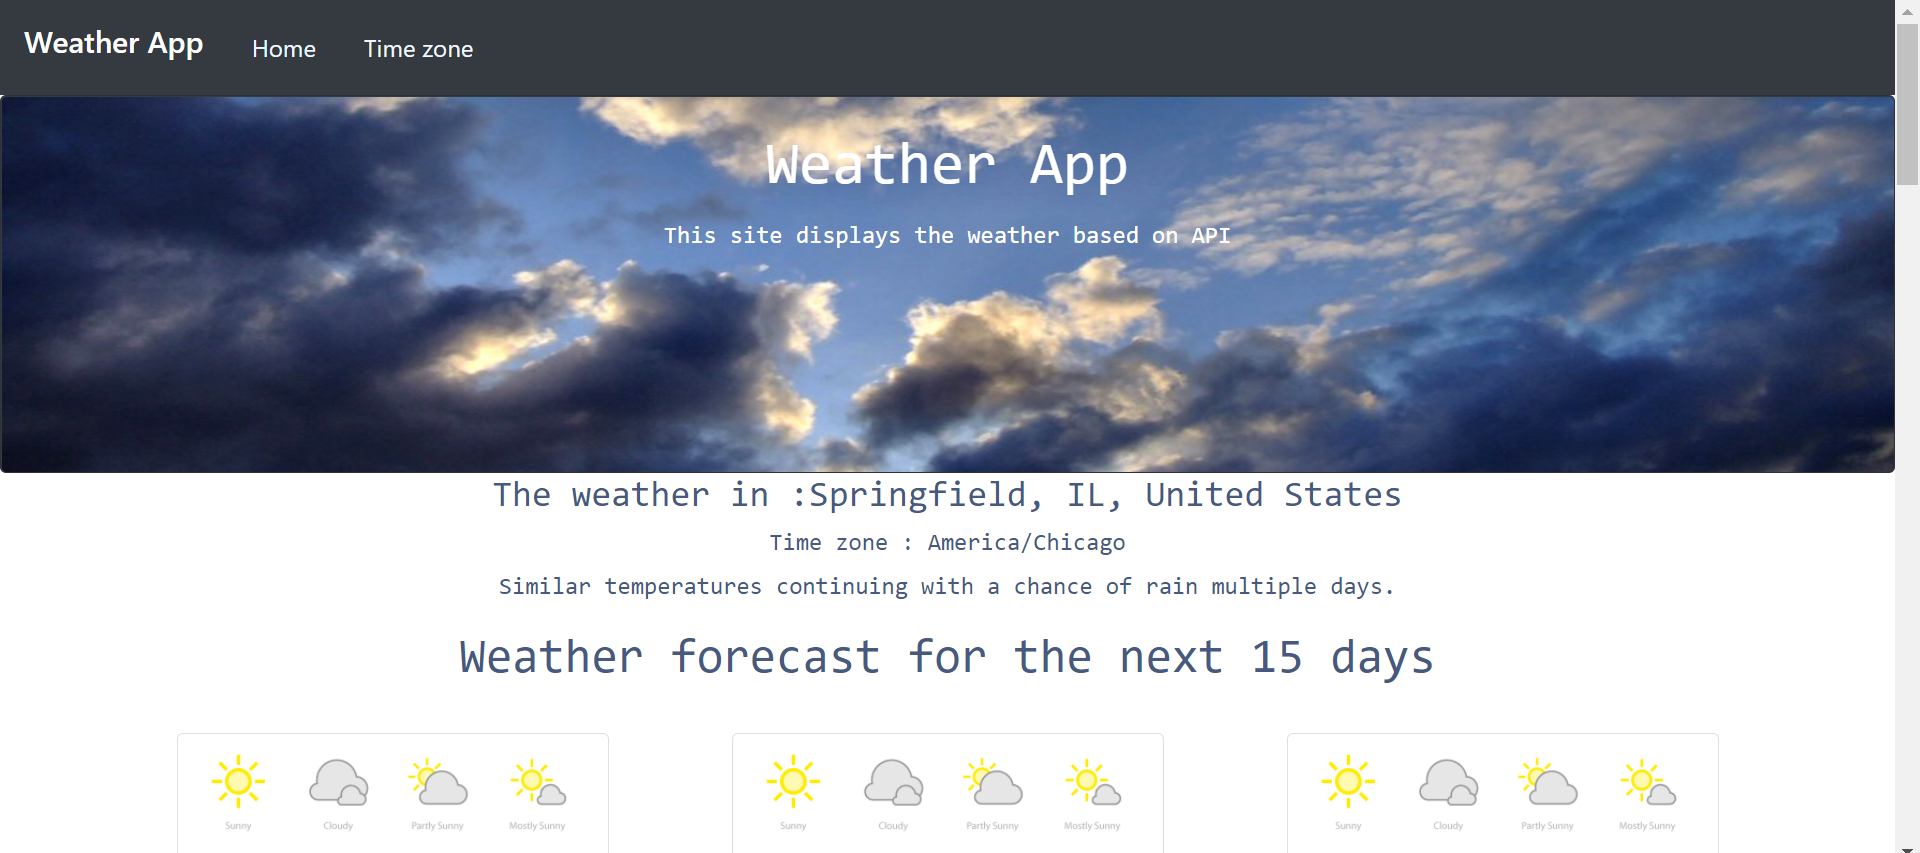 Weather App Home Time zone
Weather App
This site displays the weather based on API
The weather in :Springfield, IL, United States
Time zone : America/Chicago
Similar temperatures continuing with a chance of rain multiple days.
Weather forecast for the next 15 days
Sunny Cloudy Partly Sunny Mostly Sunny Sunny Cloudy Partly Sunny Mostly Sunny Sunny Cloudy Partly Sunny Mostly Sunny